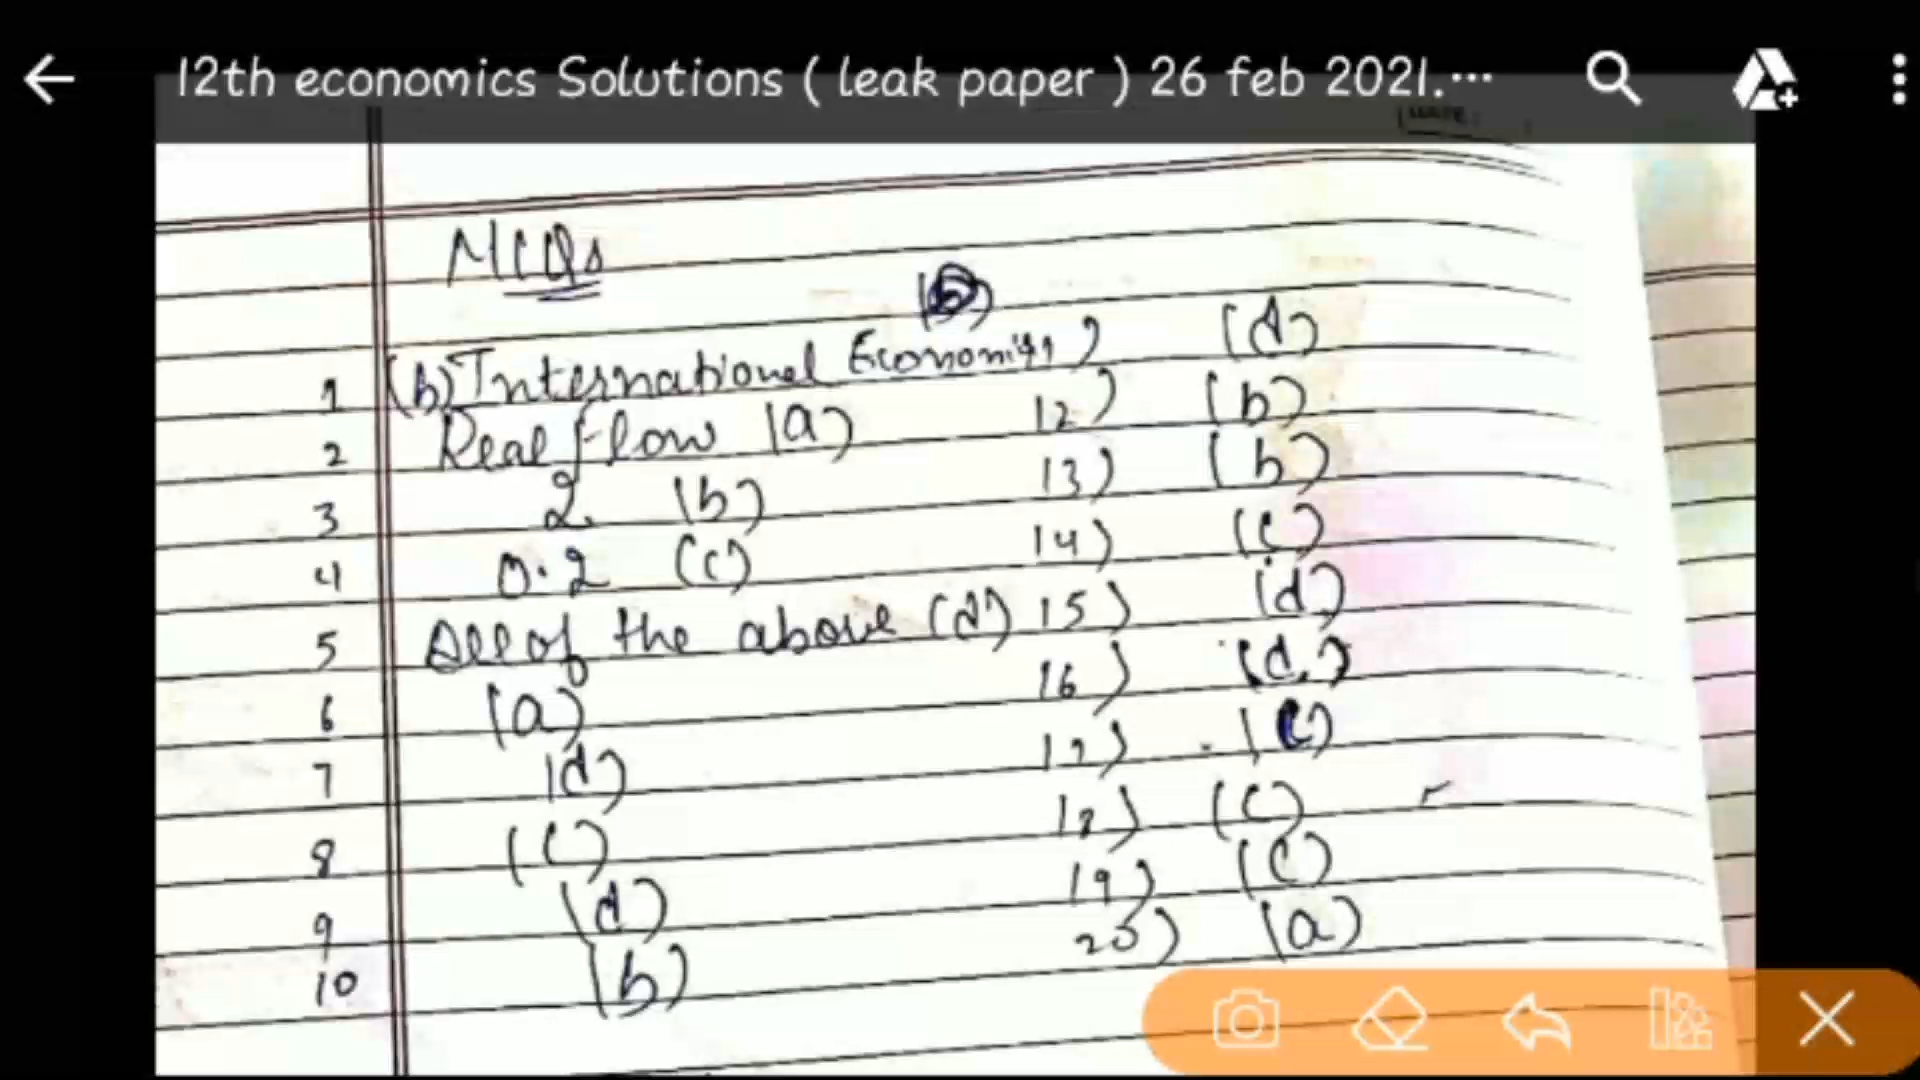 12th economics Solutions ( leak paper ) 26 feb 2021....
MCQs
1 (b) International Economics) (d)
2 Real flow (a) 12) (b)
3 2. (b) 13) (b)
4 0.2 (c) 14) (c)
5 All of the above (d) 15) (d)
6 (a) 16) (d)
7 (d) 17) (c)
8 (c) 18) (c)
9 (d) 19) (c)
10 (b) 20) (a)